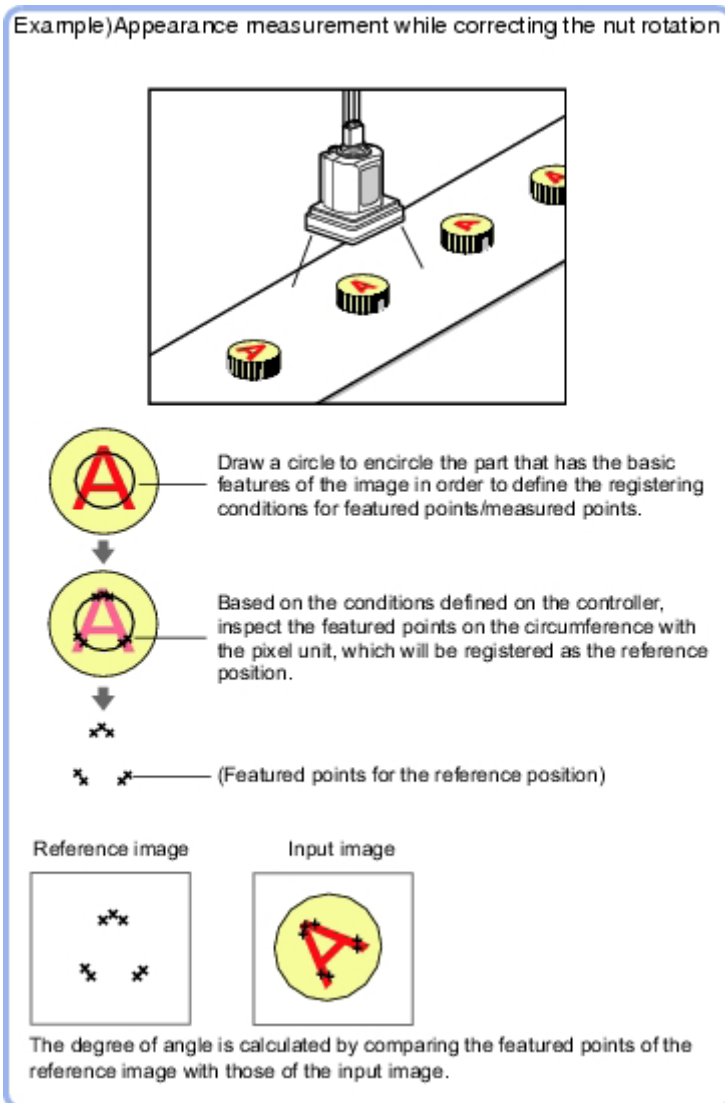 Example)Appearance measurement while correcting the nut rotation
A
A
A
A
A
Draw a circle to encircle the part that has the basic
features of the image in order to define the registering
conditions for featured points/measured points.
A
Based on the conditions defined on the controller,
inspect the featured points on the circumference with
the pixel unit, which will be registered as the reference
position.
(Featured points for the reference position)
Reference image
Input image
A
The degree of angle is calculated by comparing the featured points of the
reference image with those of the input image.